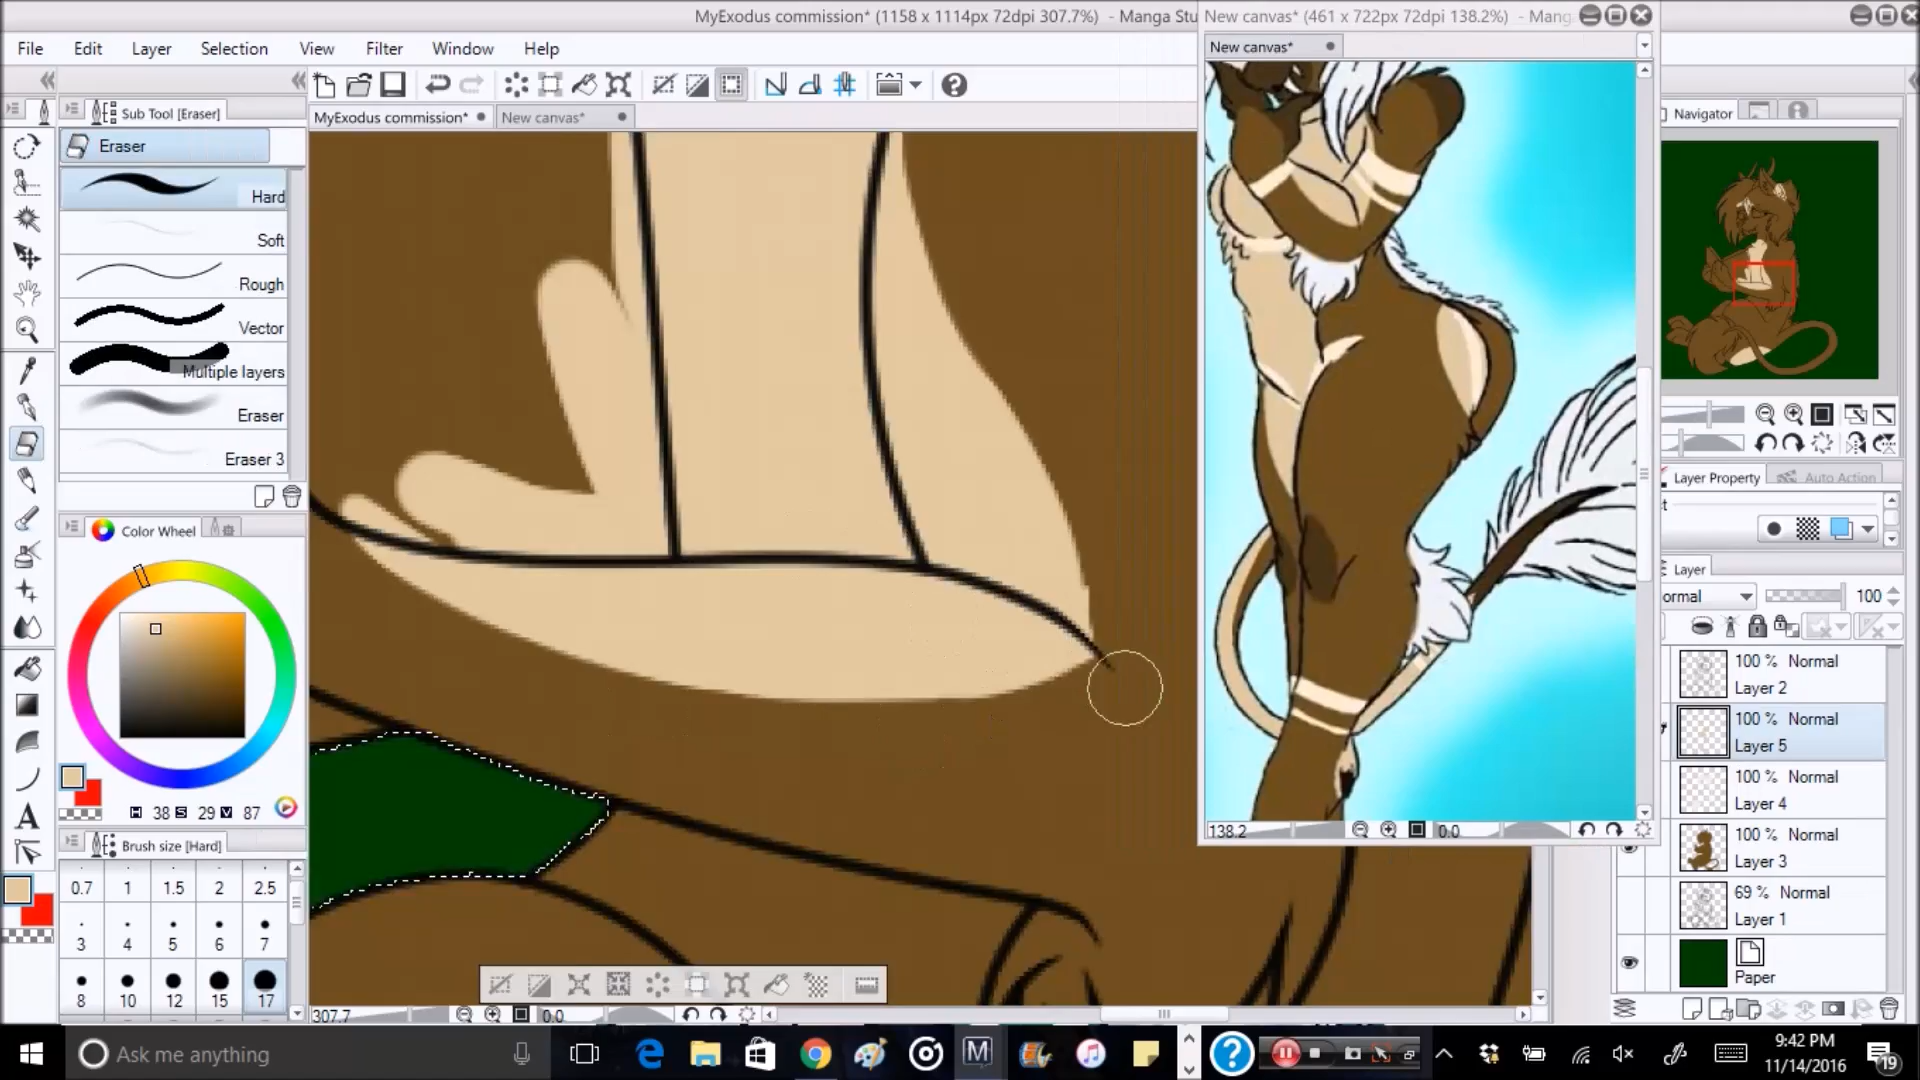 MyExodus commission* (1158 x 1114px 72dpi 307.7%) - Manga Stu
New canvas* (461 x 722px 72dpi 138.2%) - Mang
File Edit Layer Selection View Filter Window Help
New canvas*
Sub Tool [Eraser]
MyExodus commission* New canvas*
Navigator
Eraser
Hard
Soft
Rough
Vector
Multiple layers
Eraser
Eraser 3
Layer Property Auto Action
Color Wheel
Layer
ormal 100
100 % Normal
Layer 2
100 % Normal
Layer 5
100 % Normal
Layer 4
100 % Normal
Layer 3
69 % Normal
Layer 1
Paper
H 38 S 29 V 87
Brush size [Hard]
0.7 1 1.5 2 2.5
3 4 5 6 7
8 10 12 15 17
138.2 0.0
307.7 0.0
Ask me anything
9:42 PM
11/14/2016
19